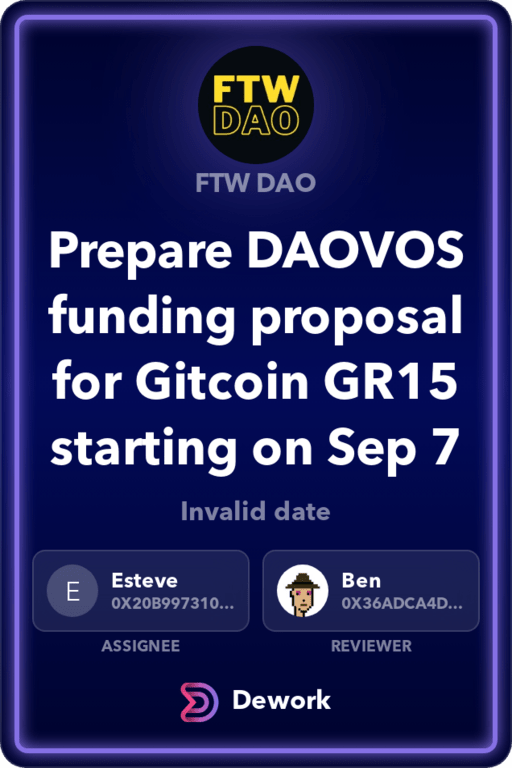 FTW
DAO
FTW DAO
Prepare DAOVOS
funding proposal
for Gitcoin GR15
starting on Sep 7
Invalid date
E
Esteve
0X20B997310...
Ben
0X36ADCA4D...
ASSIGNEE
REVIEWER
Dework